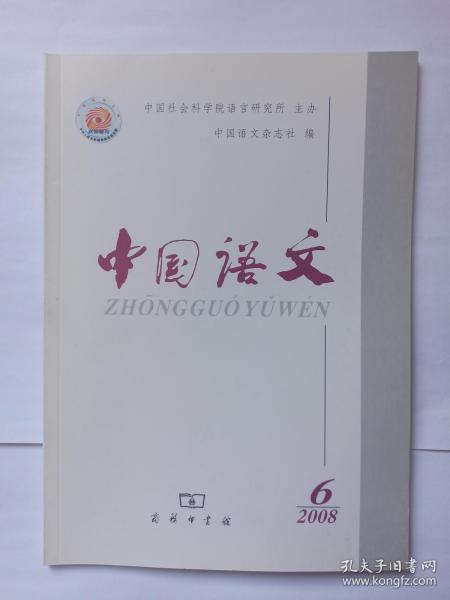 中国社会科学院语言研究所 主办
中国语文杂志社 编
中国语文
ZHŌNGGUÓ YǓWÉN
商务印书馆
6
2008
孔夫子旧书网
www.kongfz.com